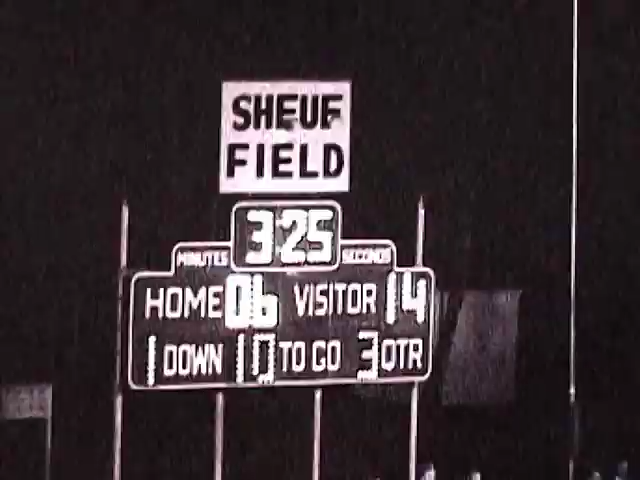 SHEUF
FIELD
3:25
MINUTES SECONDS
HOME 06 VISITOR 14
1 DOWN 10 TO GO 3 QTR